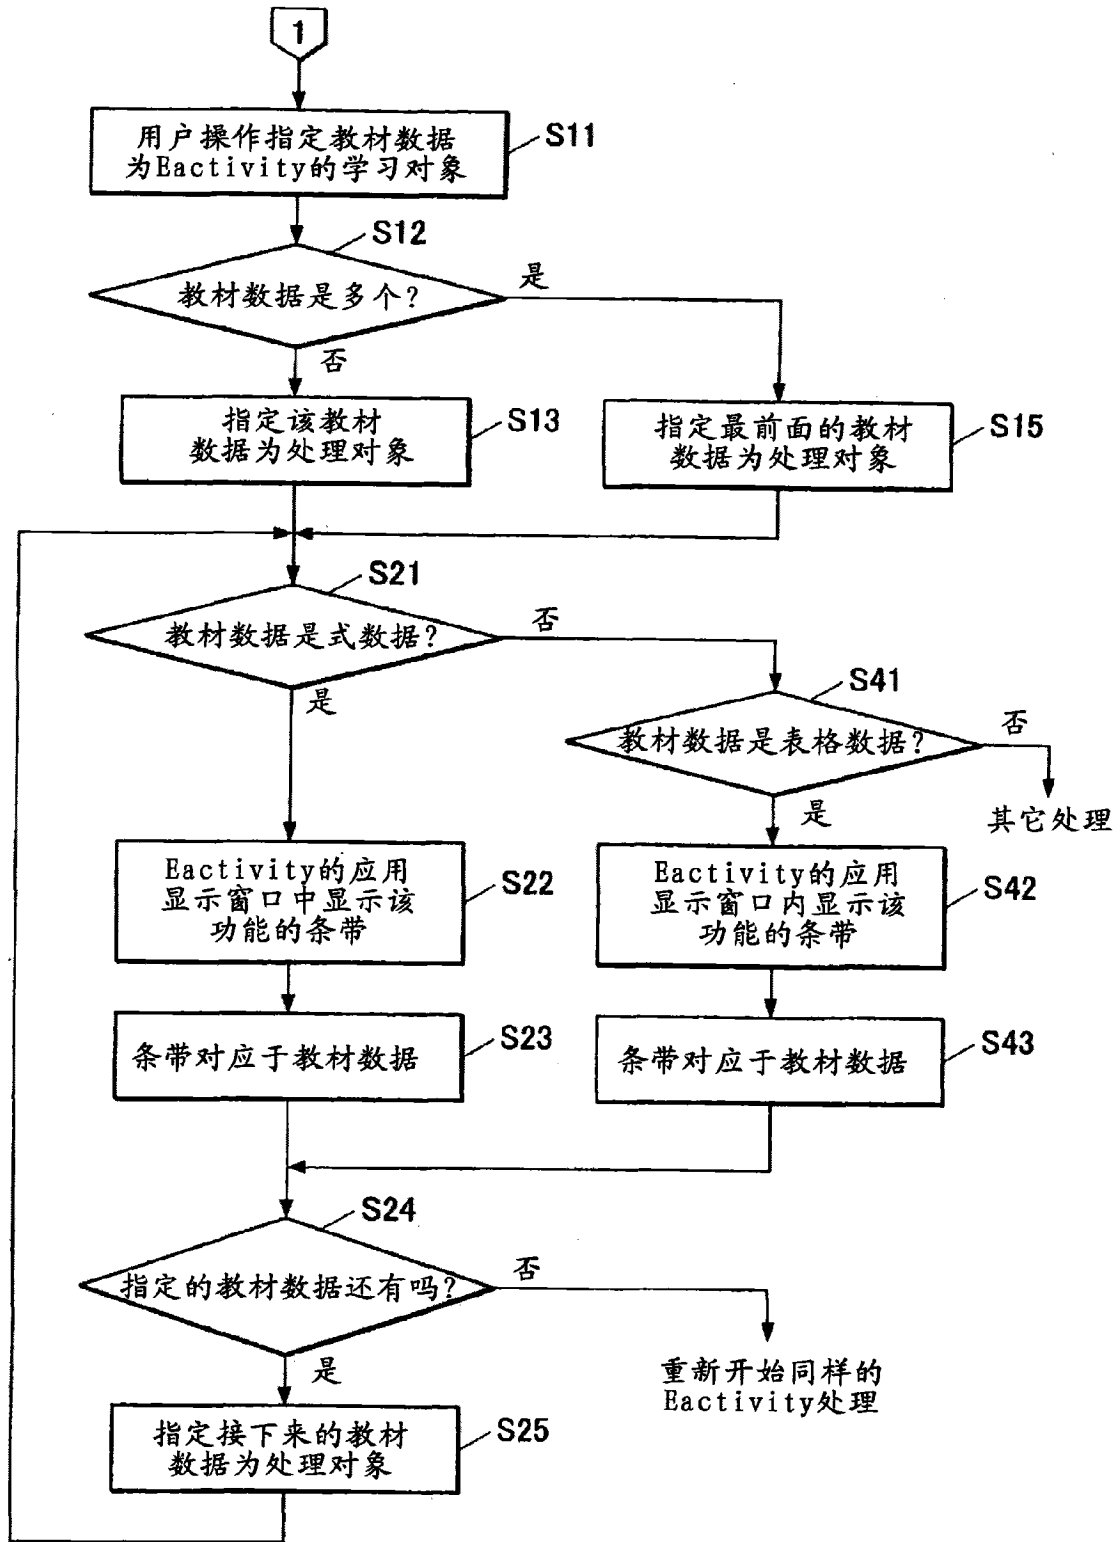 1
用户操作指定教材数据
为Eactivity的学习对象
S11
S12
教材数据是多个?
是
否
指定该教材
数据为处理对象
S13
指定最前面的教材
数据为处理对象
S15
S21
教材数据是式数据?
否
是
S41
教材数据是表格数据?
否
其它处理
是
Eactivity的应用
显示窗口中显示该
功能的条带
S22
Eactivity的应用
显示窗口内显示该
功能的条带
S42
条带对应于教材数据
S23
条带对应于教材数据
S43
S24
指定的教材数据还有吗?
否
是
重新开始同样的
Eactivity处理
指定接下来的教材
数据为处理对象
S25